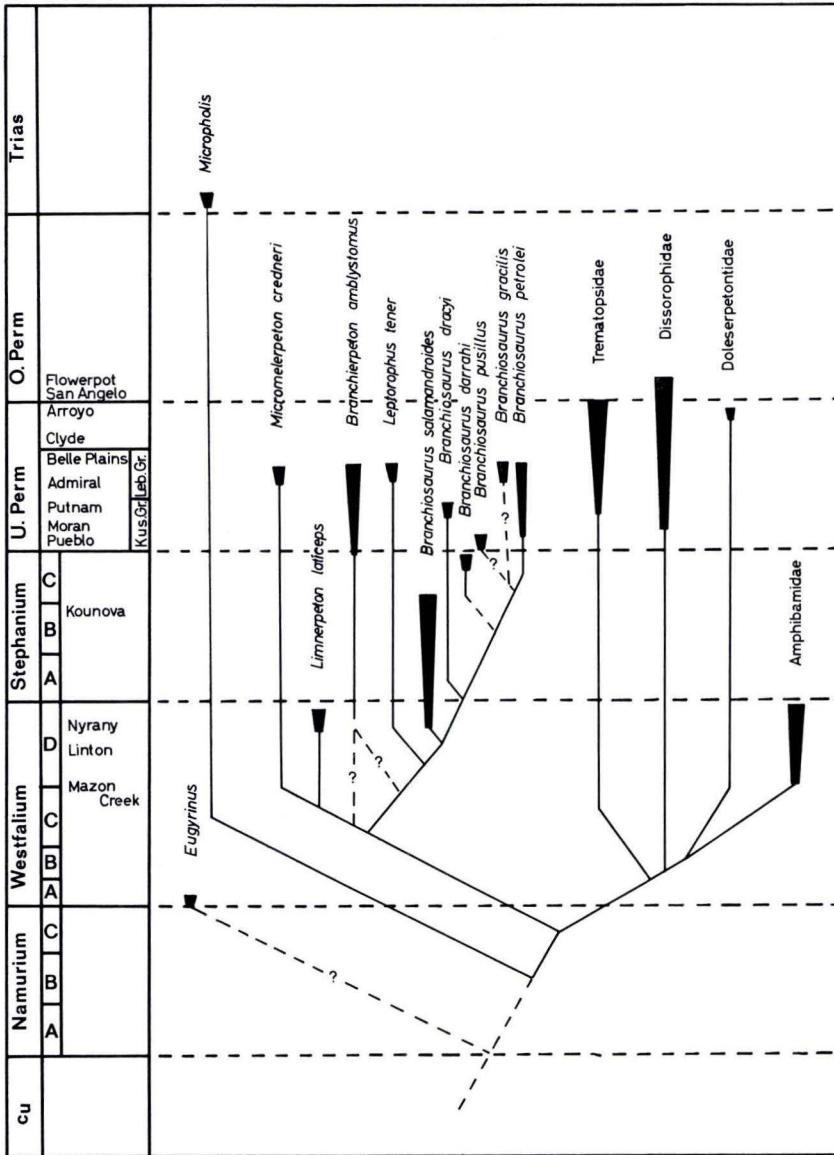 Trias
O. Perm
U. Perm
Stephanium
Westfalium
Namurium
cu
Flowerpot
San Angelo
Arroyo
Clyde
Belle Plains
Admiral
Putnam
Moran
Pueblo
Leb.Gr.
Kus.Gr.
C
B
A
Kounova
D
C
B
A
Nyrany
Linton
Mazon
Creek
C
B
A
Micropholis
Micromelerpeton credneri
Limnerpeton laticeps
Branchierpeton amblystomus
Leptorophus tener
Branchiosaurus salamandroides
Branchiosaurus dracyi
Branchiosaurus darrahi
Branchiosaurus pusillus
Branchiosaurus gracilis
Branchiosaurus petrolei
Trematopsidae
Dissorophidae
Doleserpetontidae
Amphibamidae
Eugyrinus
?
?
?
?
?
?